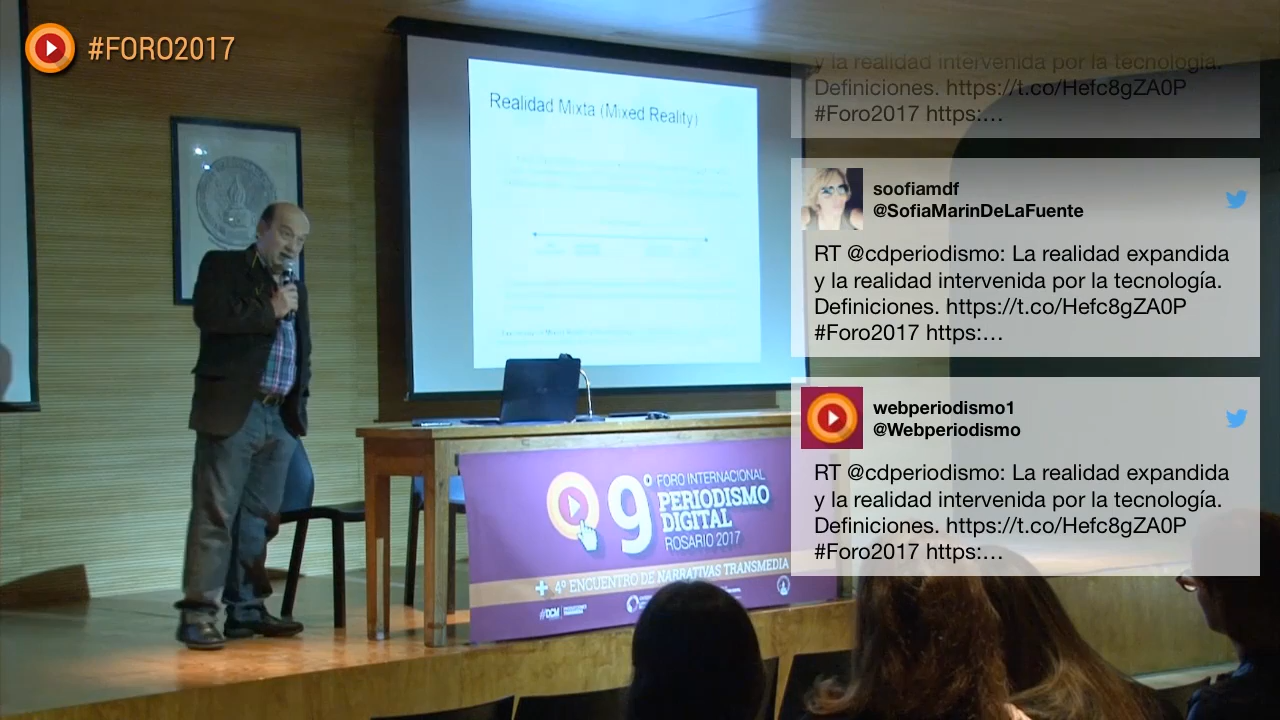 #FORO2017
Realidad Mixta (Mixed Reality)
y la realidad intervenida por la tecnología.
Definiciones. https://t.co/Hefc8gZA0P
#Foro2017 https:…
soofiamdf
@SofiaMarinDeLaFuente
RT @cdperiodismo: La realidad expandida
y la realidad intervenida por la tecnología.
Definiciones. https://t.co/Hefc8gZA0P
#Foro2017 https:…
webperiodismo1
@Webperiodismo
RT @cdperiodismo: La realidad expandida
y la realidad intervenida por la tecnología.
Definiciones. https://t.co/Hefc8gZA0P
#Foro2017 https:…
9°
FORO INTERNACIONAL
PERIODISMO
DIGITAL
ROSARIO 2017
+ 4º ENCUENTRO DE NARRATIVAS TRANSMEDIA
#DCM